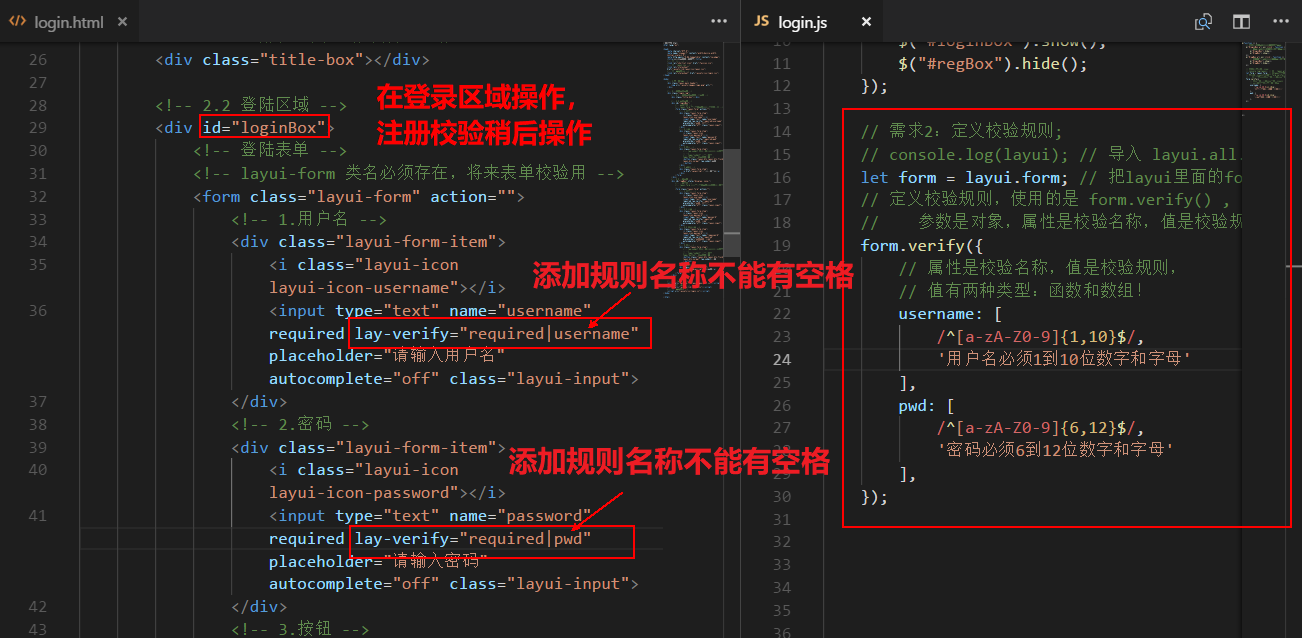 login.html
26 <div class="title-box"></div>
27
28 <!-- 2.2 登陆区域 -->
29 <div id="loginBox">
30 <!-- 登陆表单 -->
31 <!-- layui-form 类名必须存在，将来表单校验用 -->
32 <form class="layui-form" action="">
33 <!-- 1.用户名 -->
34 <div class="layui-form-item">
35 <i class="layui-icon
layui-icon-username"></i>
36 <input type="text" name="username"
required lay-verify="required|username"
placeholder="请输入用户名"
autocomplete="off" class="layui-input">
37 </div>
38 <!-- 2.密码 -->
39 <div class="layui-form-item">
40 <i class="layui-icon
layui-icon-password"></i>
41 <input type="text" name="password"
required lay-verify="required|pwd"
placeholder="请输入密码"
autocomplete="off" class="layui-input">
42 </div>
43 <!-- 3.按钮 -->
在登录区域操作，
注册校验稍后操作
添加规则名称不能有空格
添加规则名称不能有空格
JS login.js
10 $("#loginBox").show();
11 $("#regBox").hide();
12 });
13
14 // 需求2：定义校验规则;
15 // console.log(layui); // 导入 layui.all.
16 let form = layui.form; // 把layui里面的fo
17 // 定义校验规则，使用的是 form.verify() ,
18 // 参数是对象，属性是校验名称，值是校验规
19 form.verify({
// 属性是校验名称，值是校验规则，
21 // 值有两种类型：函数和数组！
22 username: [
23 /^[a-zA-Z0-9]{1,10}$/,
24 '用户名必须1到10位数字和字母'
25 ],
26 pwd: [
27 /^[a-zA-Z0-9]{6,12}$/,
'密码必须6到12位数字和字母'
29 ],
30 });
31
32
33
34
35
36